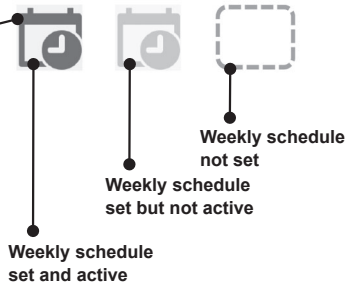 Weekly schedule
not set
Weekly schedule
set but not active
Weekly schedule
set and active